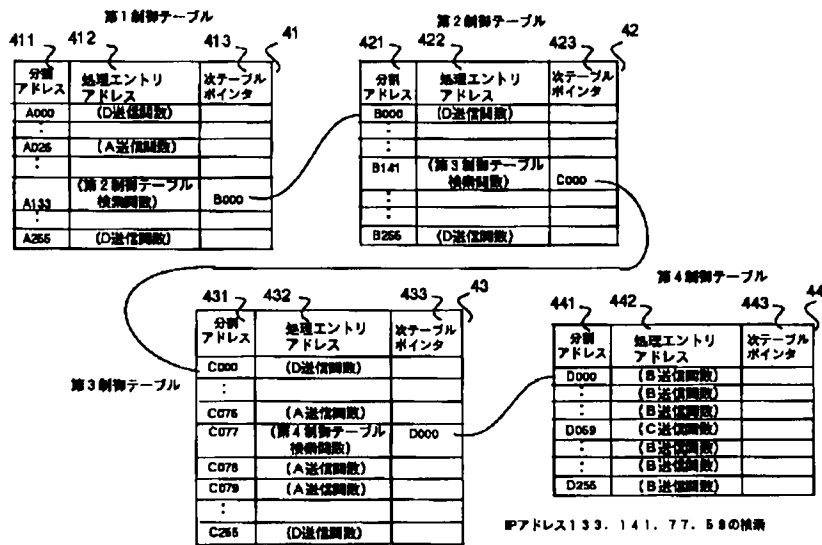 第1制御テーブル
411 412 413 41
分割アドレス 処理エントリアドレス 次テーブルポインタ
A000 (D送信関数)
:
A026 (A送信関数)
:
A133 (第2制御テーブル検索関数) B000
:
A255 (D送信関数)
第2制御テーブル
421 422 423 42
分割アドレス 処理エントリアドレス 次テーブルポインタ
B000 (D送信関数)
:
B141 (第3制御テーブル検索関数) C000
:
B255 (D送信関数)
431 432 433 43
第3制御テーブル
分割アドレス 処理エントリアドレス 次テーブルポインタ
C000 (D送信関数)
:
C076 (A送信関数)
C077 (第4制御テーブル検索関数) D000
C078 (A送信関数)
C079 (A送信関数)
:
C255 (D送信関数)
第4制御テーブル
441 442 443 44
分割アドレス 処理エントリアドレス 次テーブルポインタ
D000 (B送信関数)
: (B送信関数)
: (B送信関数)
D059 (C送信関数)
: (B送信関数)
: (B送信関数)
D255 (B送信関数)
IPアドレス133.141.77.59の検索